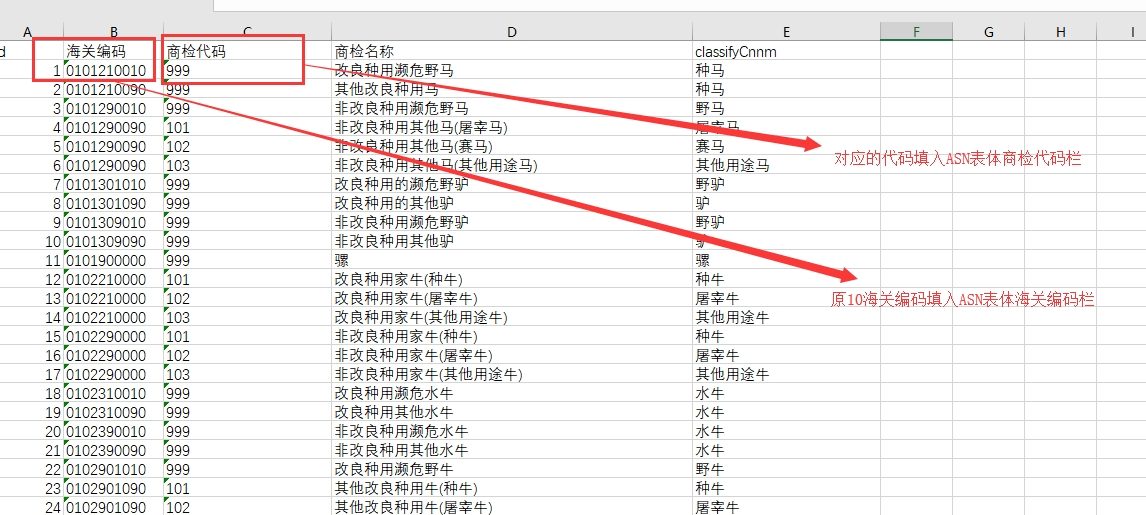 A B C D E F G H I
d 海关编码 商检代码 商检名称 classifyCnnm
1 0101210010 999 改良种用濒危野马 种马
2 0101210090 999 其他改良种用马 种马
3 0101290010 999 非改良种用濒危野马 野马
4 0101290090 101 非改良种用其他马(屠宰马) 屠宰马
5 0101290090 102 非改良种用其他马(赛马) 赛马
对应的代码填入ASN表体商检代码栏
6 0101290090 103 非改良种用其他马(其他用途马) 其他用途马
7 0101301010 999 改良种用的濒危野驴 野驴
8 0101301090 999 改良种用的其他驴 驴
9 0101309010 999 非改良种用濒危野驴 野驴
10 0101309090 999 非改良种用其他驴 驴
11 0101900000 999 骡 骡
12 0102210000 101 改良种用家牛(种牛) 种牛
13 0102210000 102 改良种用家牛(屠宰牛) 屠宰牛
原10海关编码填入ASN表体海关编码栏
14 0102210000 103 改良种用家牛(其他用途牛) 其他用途牛
15 0102290000 101 非改良种用家牛(种牛) 种牛
16 0102290000 102 非改良种用家牛(屠宰牛) 屠宰牛
17 0102290000 103 非改良种用家牛(其他用途牛) 其他用途牛
18 0102310010 999 改良种用濒危水牛 水牛
19 0102310090 999 改良种用其他水牛 水牛
20 0102390010 999 非改良种用濒危水牛 水牛
21 0102390090 999 非改良种用其他水牛 水牛
22 0102901010 999 改良种用濒危野牛 野牛
23 0102901090 101 其他改良种用牛(种牛) 种牛
24 0102901090 102 其他改良种用牛(屠宰牛) 屠宰牛